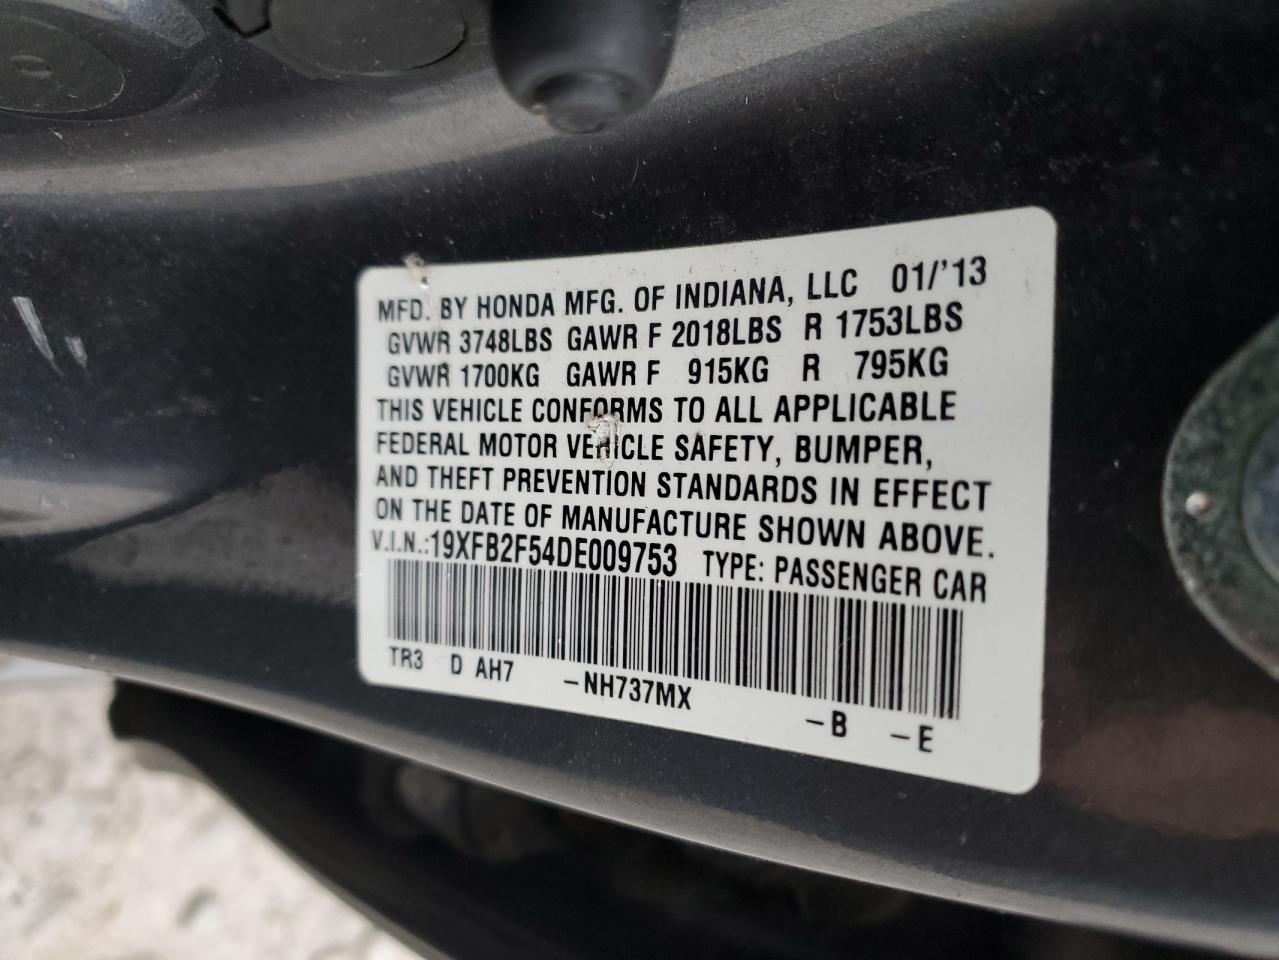 MFD. BY HONDA MFG. OF INDIANA, LLC 01/'13
GVWR 3748LBS GAWR F 2018LBS R 1753LBS
GVWR 1700KG GAWR F 915KG R 795KG
THIS VEHICLE CONFORMS TO ALL APPLICABLE
FEDERAL MOTOR VEHICLE SAFETY, BUMPER,
AND THEFT PREVENTION STANDARDS IN EFFECT
ON THE DATE OF MANUFACTURE SHOWN ABOVE.
V.I.N.:19XFB2F54DE009753 TYPE: PASSENGER CAR
TR3 D AH7 -NH737MX -B -E